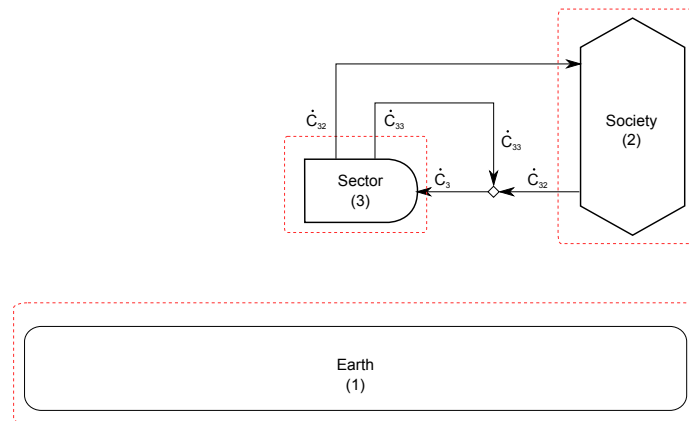 Society
(2)
Ċ₃₂
Ċ₃₃
Ċ₃₃
Sector
(3)
Ċ₃
Ċ₃₂
Earth
(1)